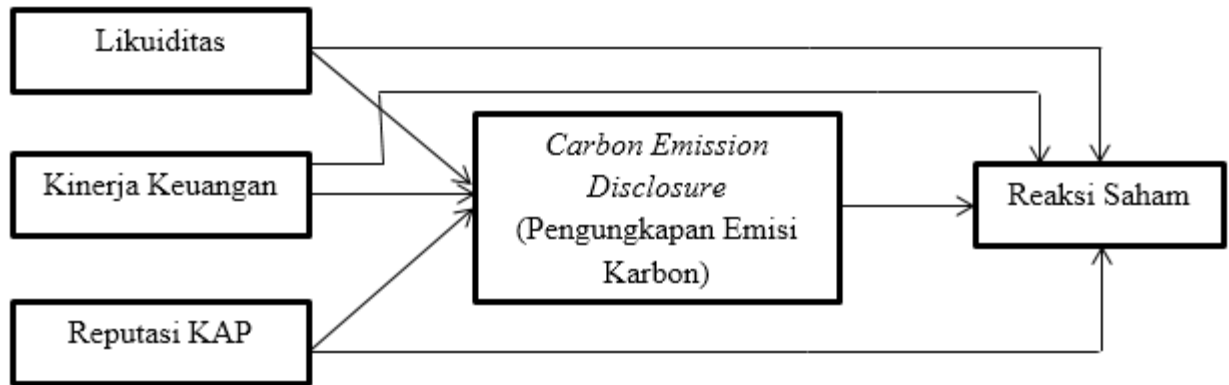 Likuiditas
Kinerja Keuangan
Reputasi KAP
Carbon Emission
Disclosure
(Pengungkapan Emisi
Karbon)
Reaksi Saham